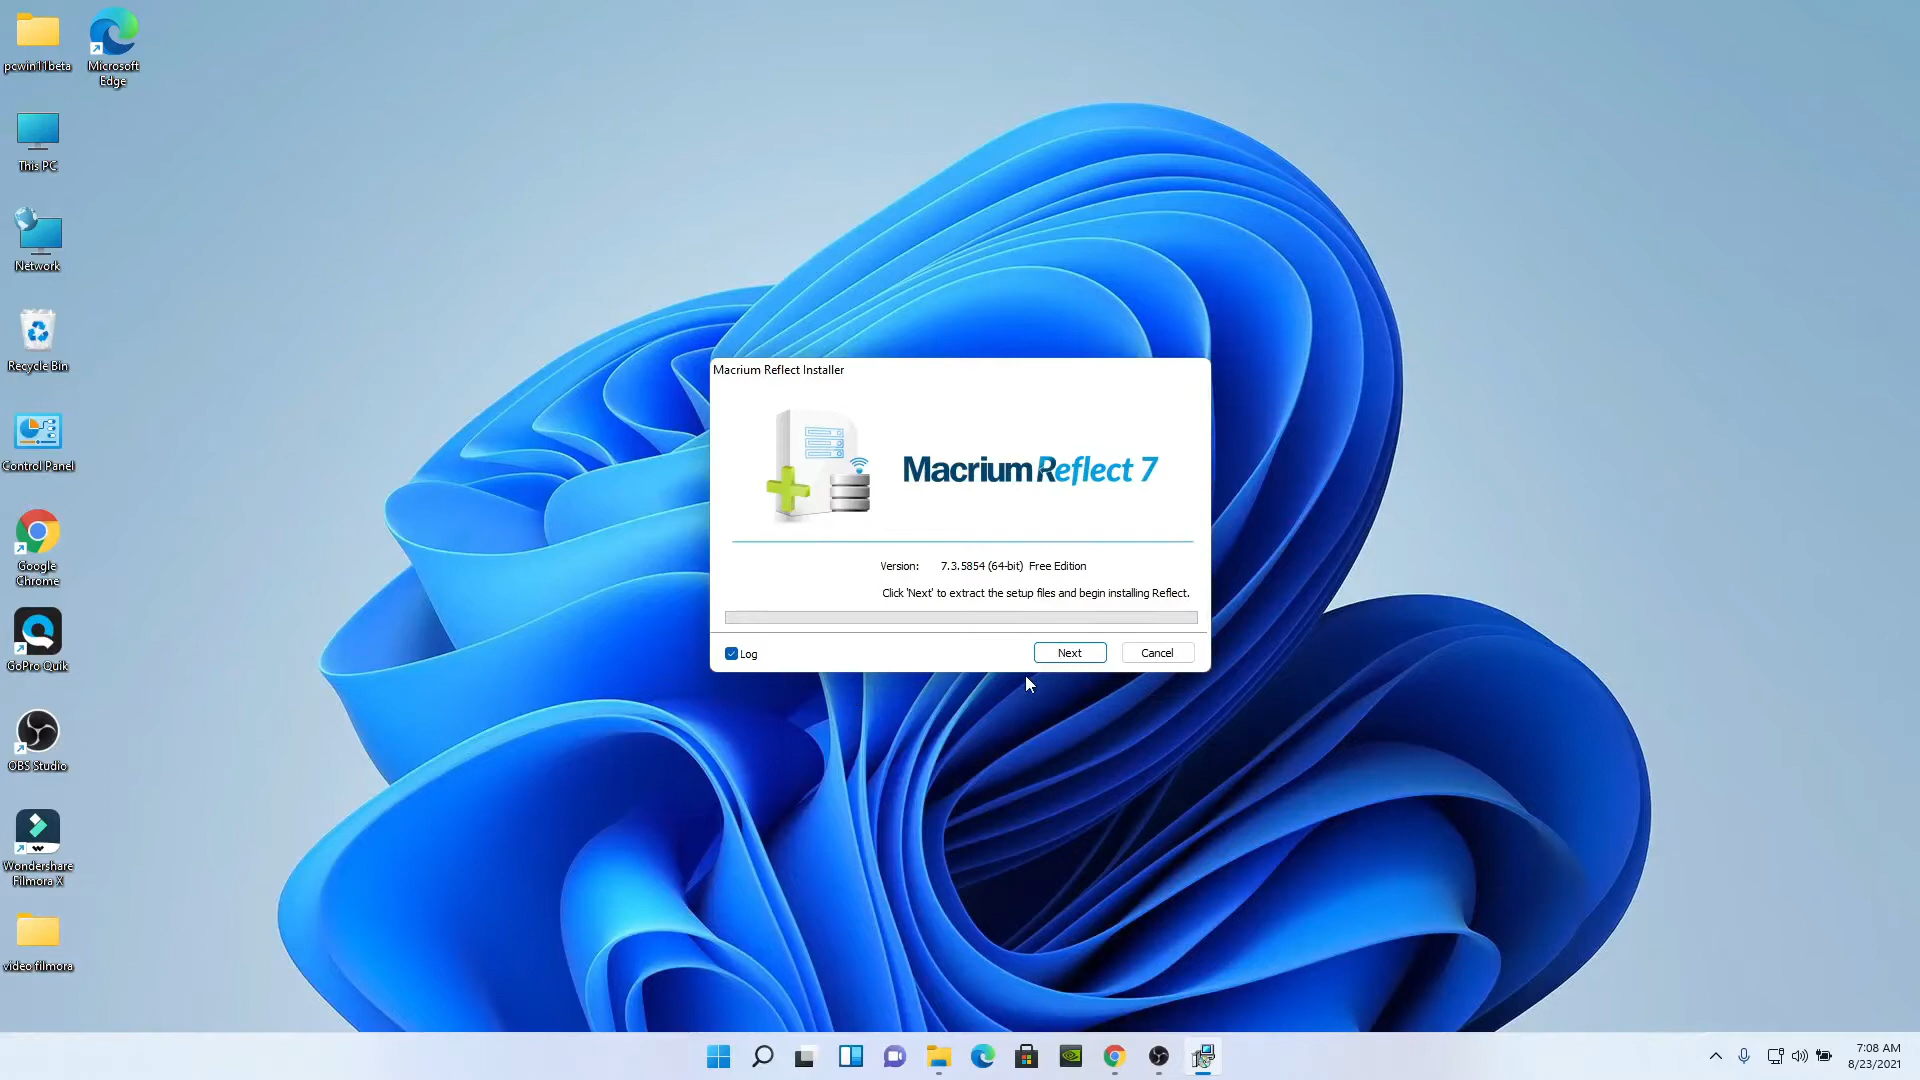 pcwin11beta
Microsoft
Edge
This PC
Network
Recycle Bin
Control Panel
Google
Chrome
GoPro Quik
OBS Studio
Wondershare
Filmora X
video filmora
Macrium Reflect Installer
Macrium Reflect 7
Version: 7.3.5854 (64-bit) Free Edition
Click 'Next' to extract the setup files and begin installing Reflect.
Log
Next
Cancel
7:08 AM
8/23/2021